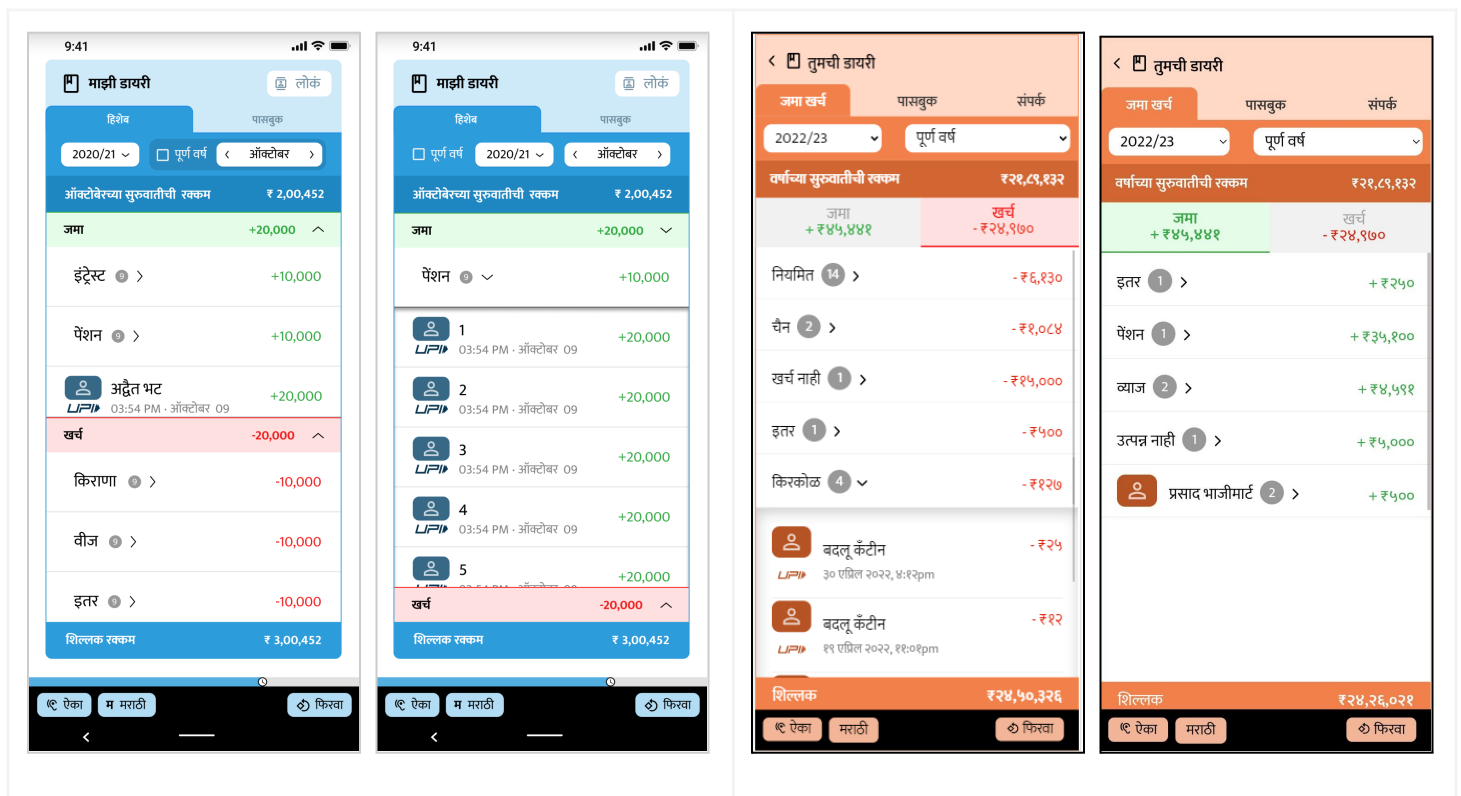 9:41
माझी डायरी लोकं
हिशेब पासबुक
2020/21 पूर्ण वर्ष ऑक्टोबर
ऑक्टोबरेच्या सुरुवातीची रक्कम ₹ 2,00,452
जमा +20,000
इंट्रेस्ट 9 +10,000
पेंशन 9 +10,000
अद्वैत भट
UPI 03:54 PM · ऑक्टोबर 09 +20,000
खर्च -20,000
किराणा 9 -10,000
वीज 9 -10,000
इतर 9 -10,000
शिल्लक रक्कम ₹ 3,00,452
ऐका म मराठी फिरवा
9:41
माझी डायरी लोकं
हिशेब पासबुक
पूर्ण वर्ष 2020/21 ऑक्टोबर
ऑक्टोबरेच्या सुरुवातीची रक्कम ₹ 2,00,452
जमा +20,000
पेंशन 9 +10,000
1
UPI 03:54 PM · ऑक्टोबर 09 +20,000
2
UPI 03:54 PM · ऑक्टोबर 09 +20,000
3
UPI 03:54 PM · ऑक्टोबर 09 +20,000
4
UPI 03:54 PM · ऑक्टोबर 09 +20,000
5
+20,000
खर्च -20,000
शिल्लक रक्कम ₹ 3,00,452
ऐका म मराठी फिरवा
तुमची डायरी
जमा खर्च पासबुक संपर्क
2022/23 पूर्ण वर्ष
वर्षाच्या सुरुवातीची रक्कम ₹२१,८९,१३२
जमा खर्च
+ ₹४५,४४१ - ₹२४,९७०
नियमित 14 - ₹६,१३०
चैन 2 - ₹१,०८४
खर्च नाही 1 - ₹१५,०००
इतर 1 - ₹५००
किरकोळ 4 - ₹१२७
बदलू कँटीन - ₹२५
UPI ३० एप्रिल २०२२, ४:१२pm
बदलू कँटीन - ₹१२
UPI १९ एप्रिल २०२२, ११:०१pm
शिल्लक ₹२४,५०,३२६
ऐका मराठी फिरवा
तुमची डायरी
जमा खर्च पासबुक संपर्क
2022/23 पूर्ण वर्ष
वर्षाच्या सुरुवातीची रक्कम ₹२१,८९,१३२
जमा खर्च
+ ₹४५,४४१ - ₹२४,९७०
इतर 1 + ₹२५०
पेंशन 1 + ₹३५,१००
व्याज 2 + ₹४,५९१
उत्पन्न नाही 1 + ₹५,०००
प्रसाद भाजीमार्ट 2 + ₹५००
शिल्लक ₹२४,२६,०२१
ऐका मराठी फिरवा